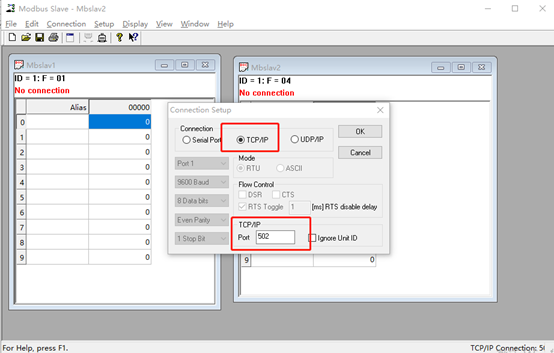 Modbus Slave - Mbslav2
File Edit Connection Setup Display View Window Help
Mbslav1
ID = 1: F = 01
No connection
Alias 00000
0 0
1 0
2 0
3 0
4 0
5 0
6 0
7 0
8 0
9 0
Mbslav2
ID = 1: F = 04
No connection
9 0
Connection Setup
Connection
Serial Port TCP/IP UDP/IP
OK
Cancel
Port 1
9600 Baud
8 Data bits
Even Parity
1 Stop Bit
Mode
RTU ASCII
Flow Control
DSR CTS
RTS Toggle 1 [ms] RTS disable delay
TCP/IP
Port 502
Ignore Unit ID
For Help, press F1.
TCP/IP Connection: 50